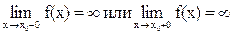 lim f(x) = ∞ или lim f(x) = ∞
x→x₀−0 x→x₀+0